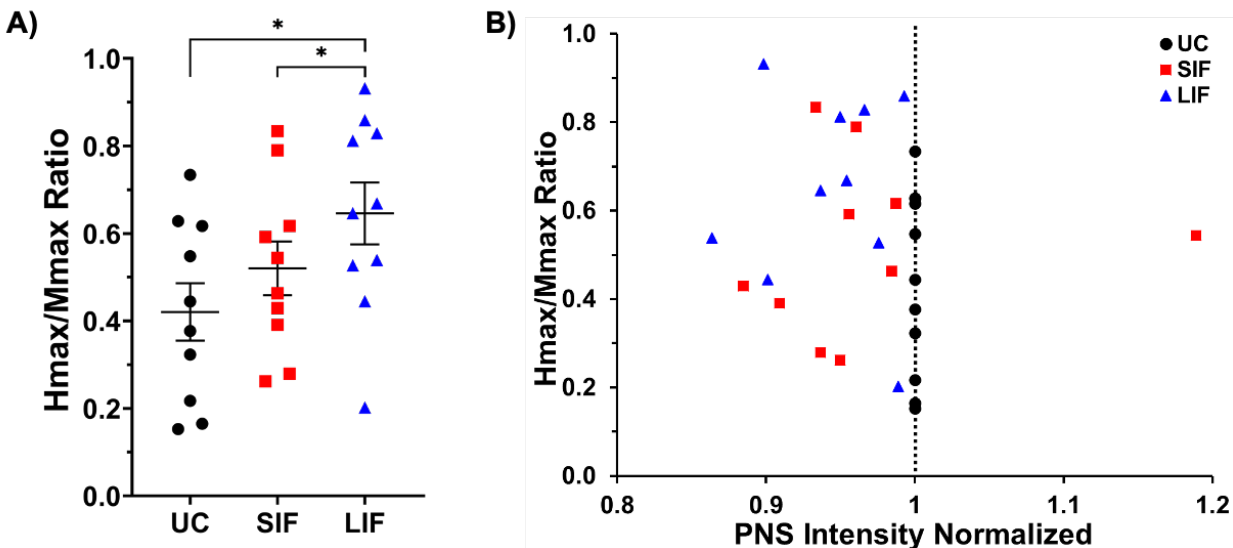 A)
*
*
1.0
0.8
0.6
0.4
0.2
0.0
Hmax/Mmax Ratio
UC SIF LIF
B)
UC
SIF
LIF
1.0
0.8
0.6
0.4
0.2
0.0
Hmax/Mmax Ratio
0.8 0.9 1 1.1 1.2
PNS Intensity Normalized